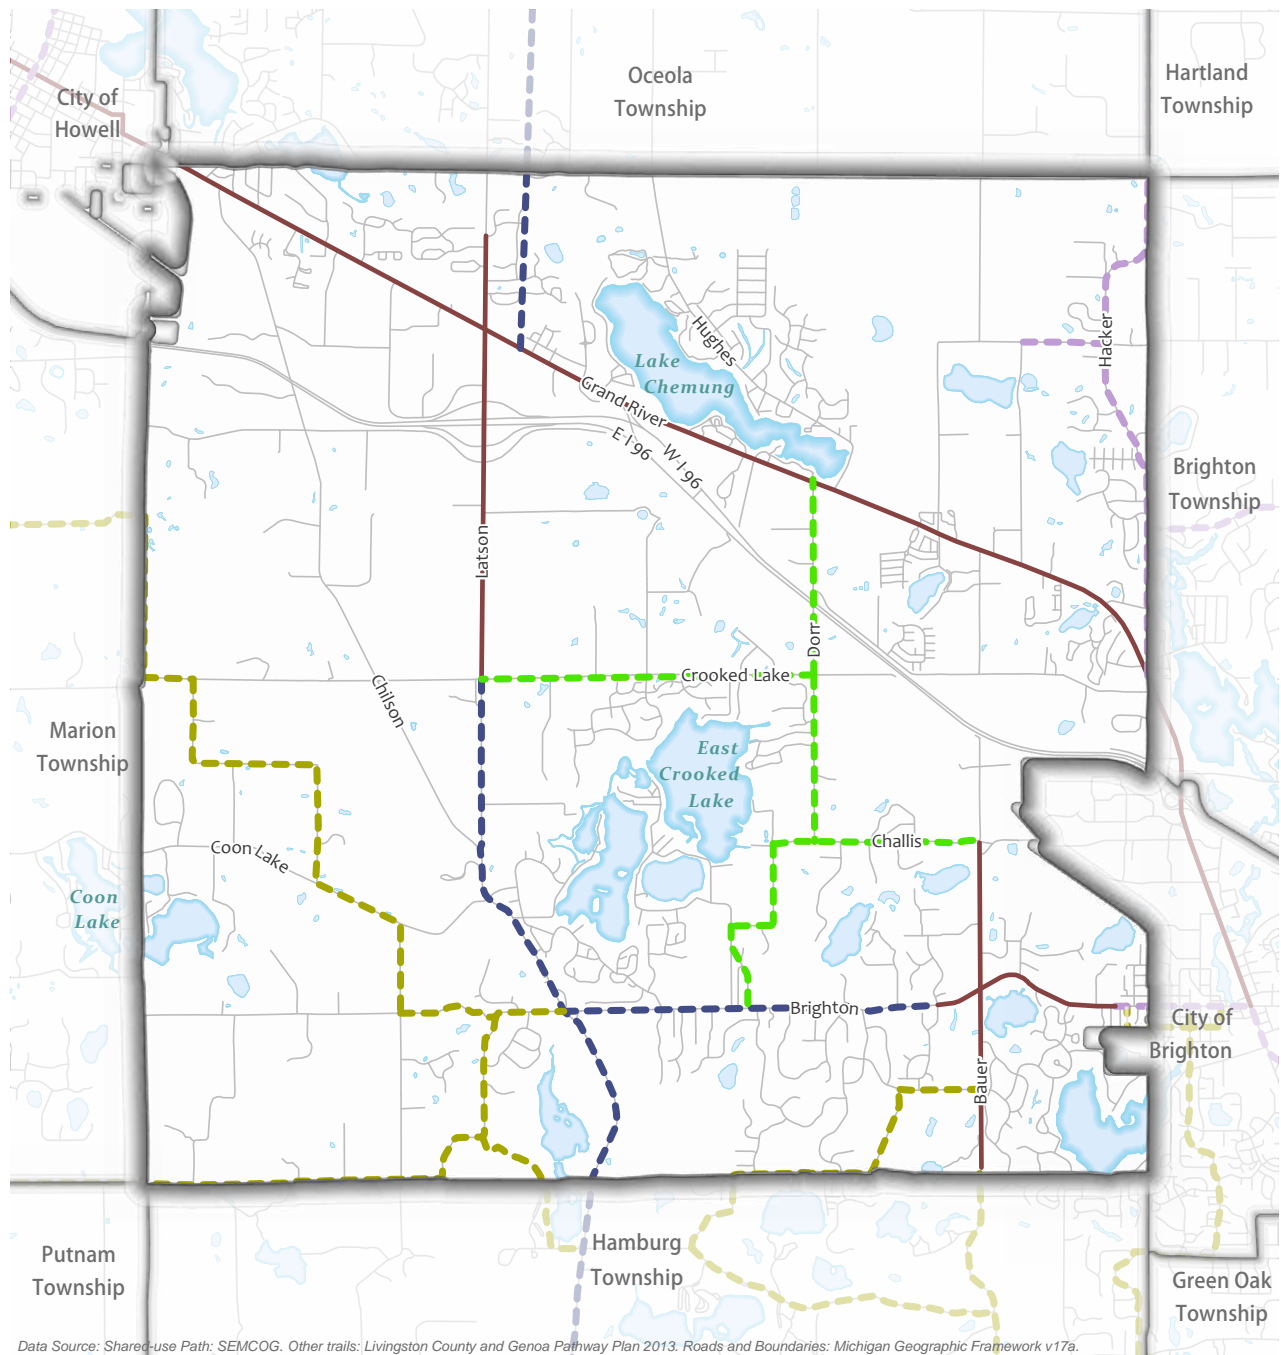 Oceola
Township
Hartland
Township
City of
Howell
Hughes
Hacker
Lake
Chemung
Grand River
E I-96
W I-96
Brighton
Township
Latson
Dorr
Crooked Lake
Chilson
Marion
Township
East
Crooked
Lake
Challis
Coon Lake
Coon
Lake
Brighton
City of
Brighton
Bauer
Putnam
Township
Hamburg
Township
Green Oak
Township
Data Source: Shared-use Path: SEMCOG. Other trails: Livingston County and Genoa Pathway Plan 2013. Roads and Boundaries: Michigan Geographic Framework v17a.